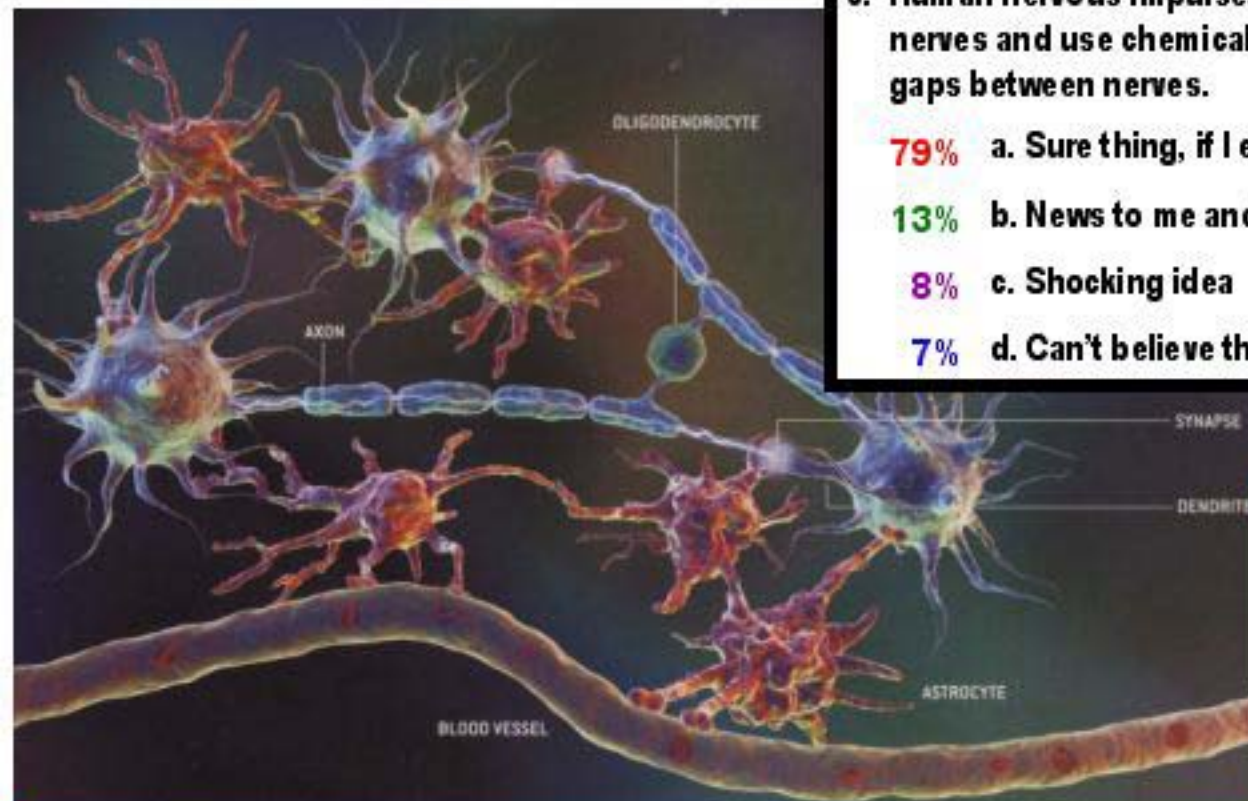 nerves and use chemical
gaps between nerves.
79% a. Sure thing, if I
13% b. News to me and
8% c. Shocking idea
7% d. Can't believe
OLIGODENDROCYTE
AXON
SYNAPSE
DENDRITE
ASTROCYTE
BLOOD VESSEL